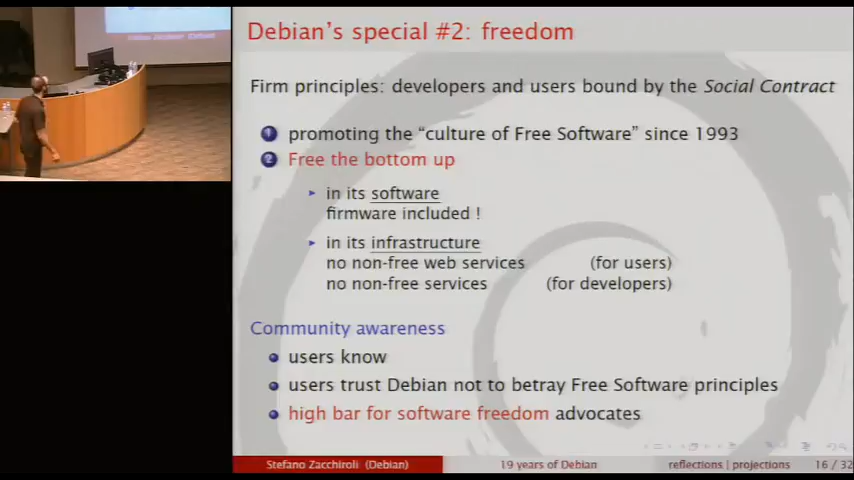 Debian's special #2: freedom
Firm principles: developers and users bound by the Social Contract
1 promoting the "culture of Free Software" since 1993
2 Free the bottom up
in its software
firmware included !
in its infrastructure
no non-free web services (for users)
no non-free services (for developers)
Community awareness
users know
users trust Debian not to betray Free Software principles
high bar for software freedom advocates
Stefano Zacchiroli (Debian) 19 years of Debian reflections | projections 16 / 32